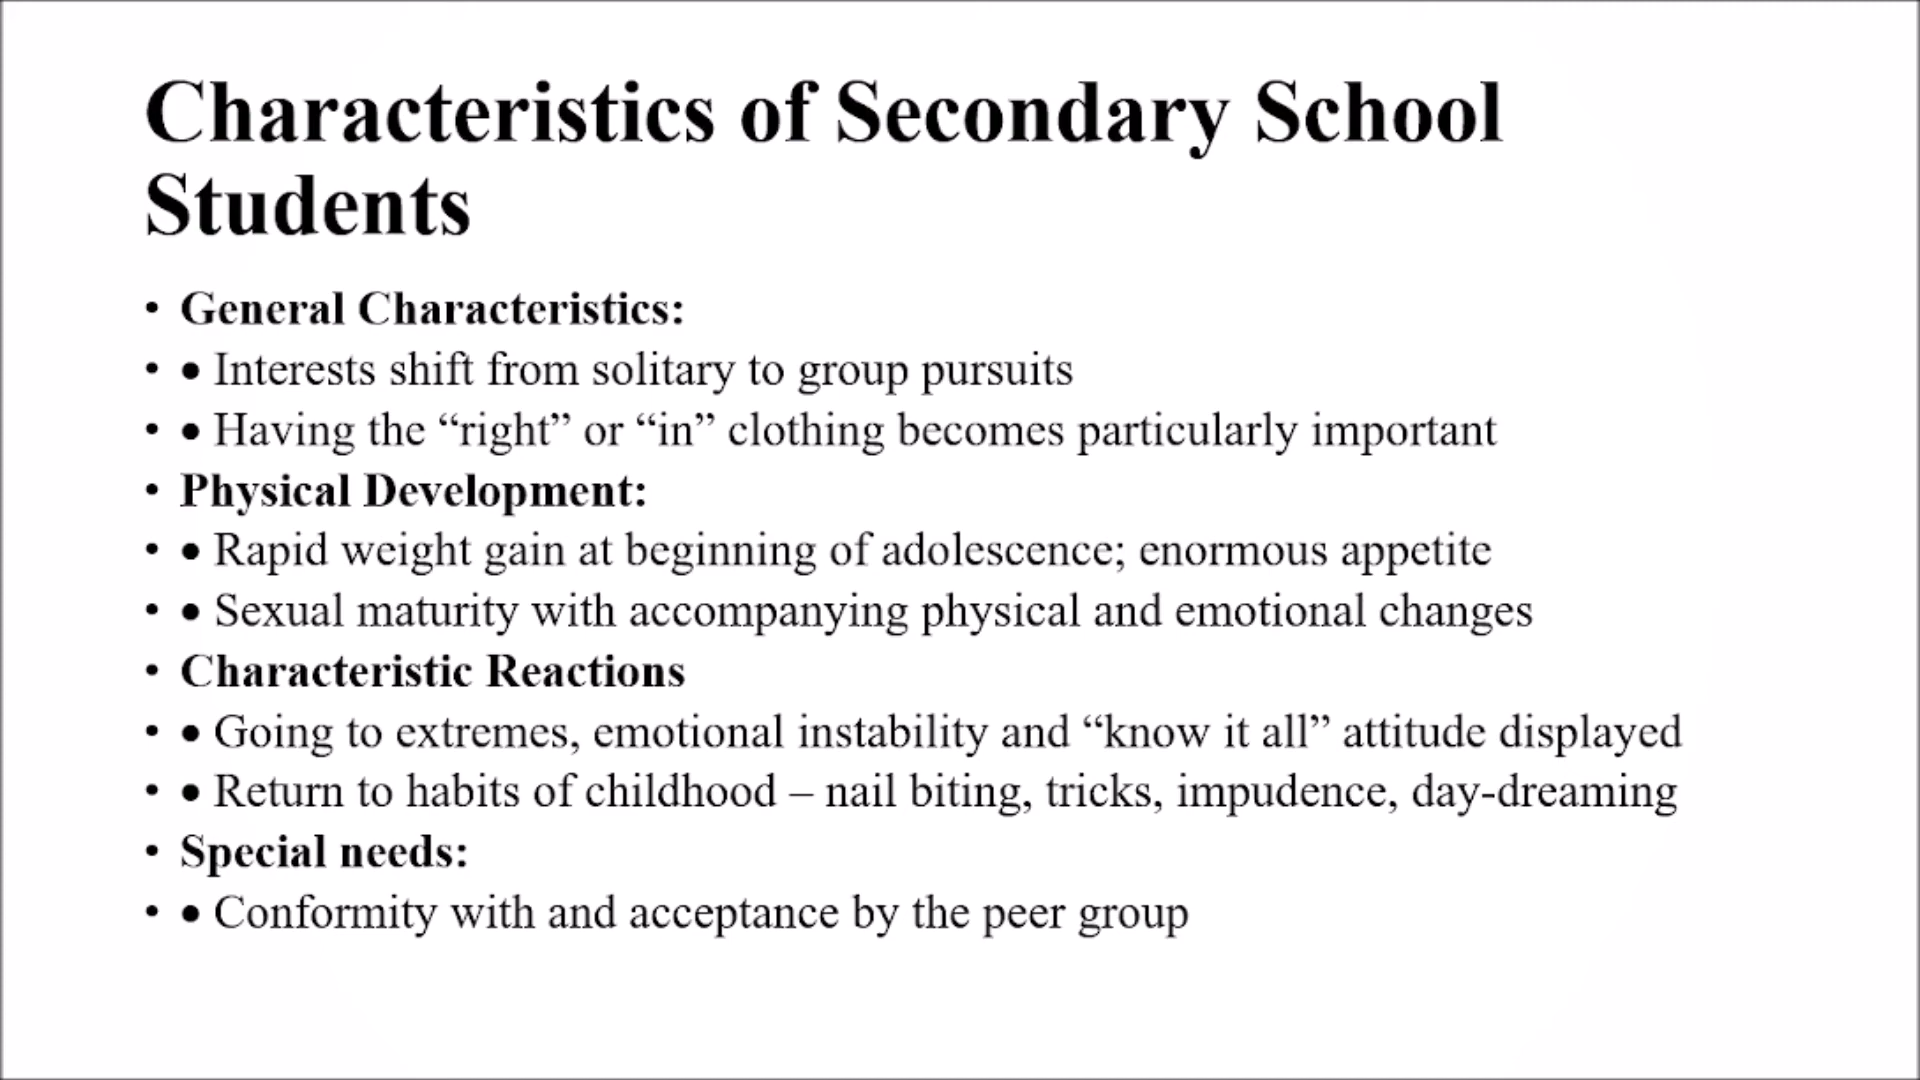 Characteristics of Secondary School
Students
• General Characteristics:
• ● Interests shift from solitary to group pursuits
• ● Having the “right” or “in” clothing becomes particularly important
• Physical Development:
• ● Rapid weight gain at beginning of adolescence; enormous appetite
• ● Sexual maturity with accompanying physical and emotional changes
• Characteristic Reactions
• ● Going to extremes, emotional instability and “know it all” attitude displayed
• ● Return to habits of childhood – nail biting, tricks, impudence, day-dreaming
• Special needs:
• ● Conformity with and acceptance by the peer group